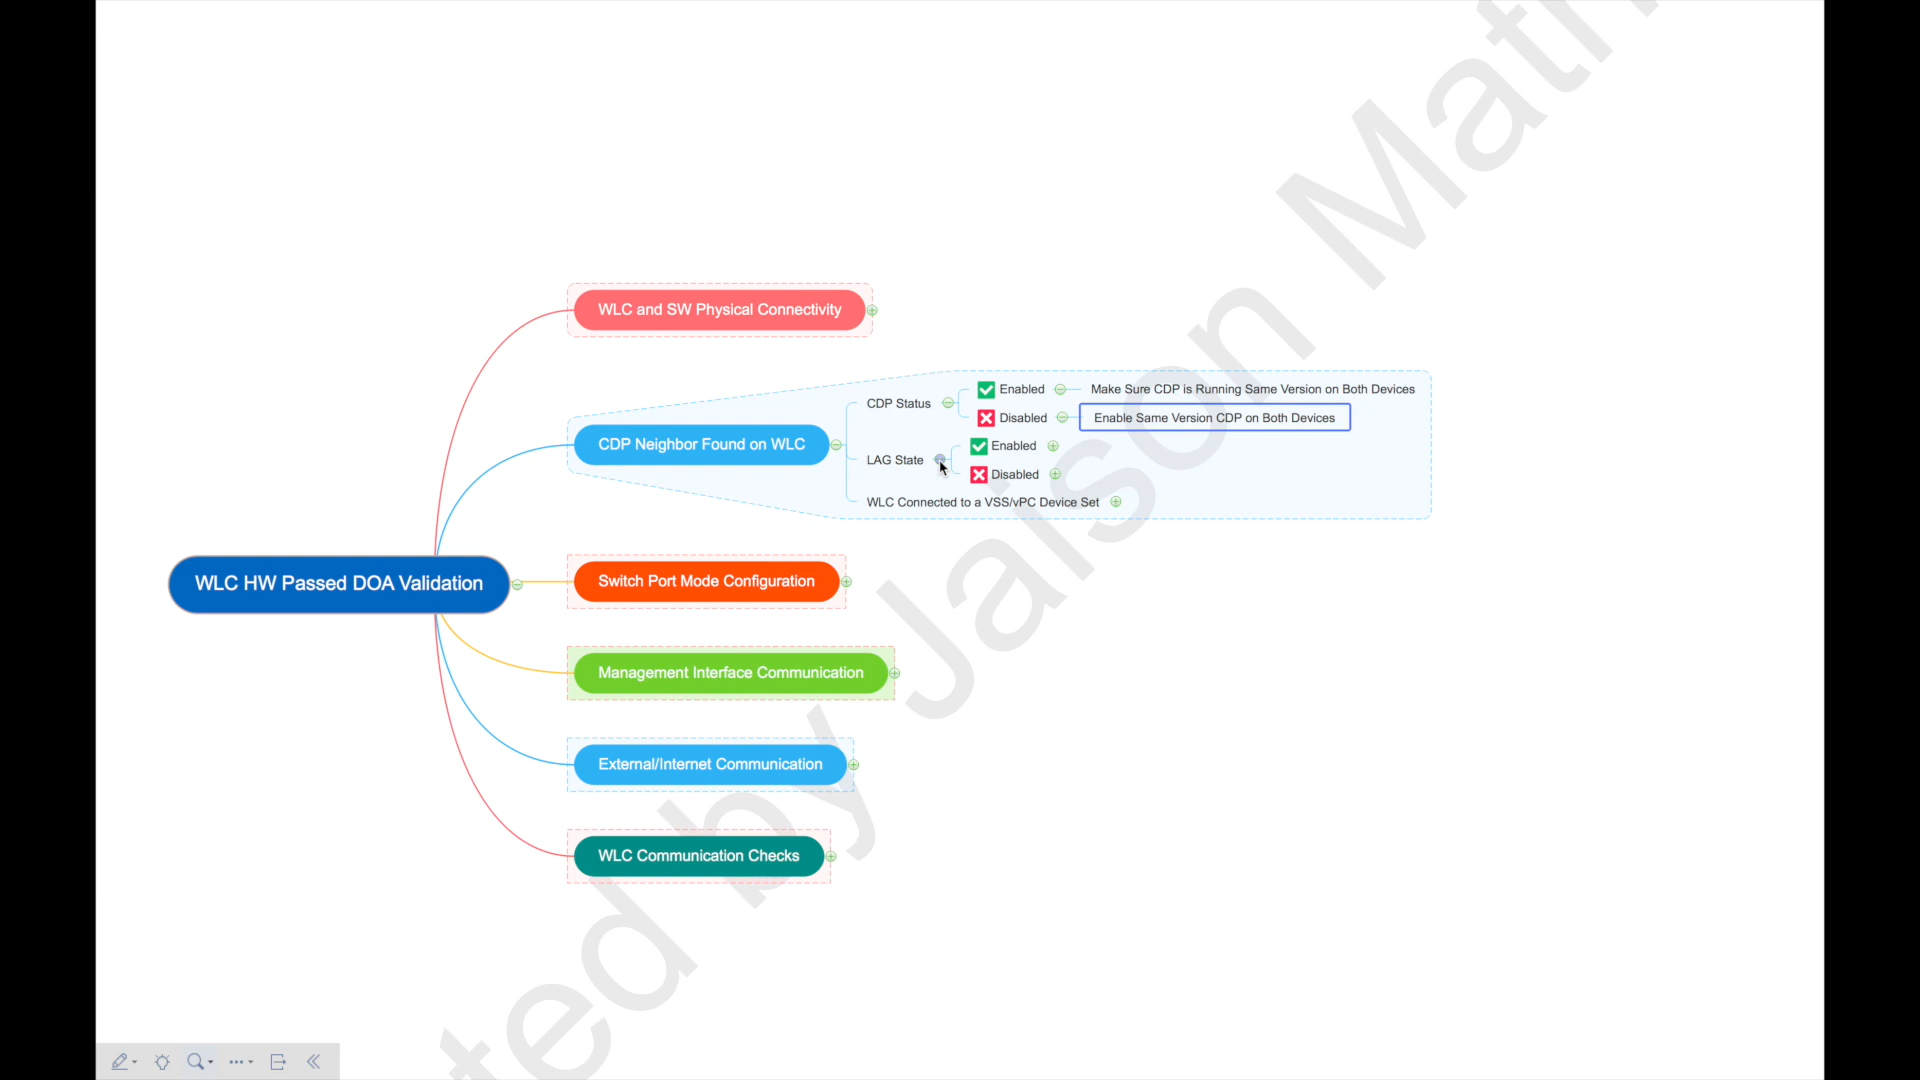 WLC and SW Physical Connectivity
CDP Neighbor Found on WLC
CDP Status
Enabled
Make Sure CDP is Running Same Version on Both Devices
Disabled
Enable Same Version CDP on Both Devices
LAG State
Enabled
Disabled
WLC Connected to a VSS/vPC Device Set
WLC HW Passed DOA Validation
Switch Port Mode Configuration
Management Interface Communication
External/Internet Communication
WLC Communication Checks
by Jaison